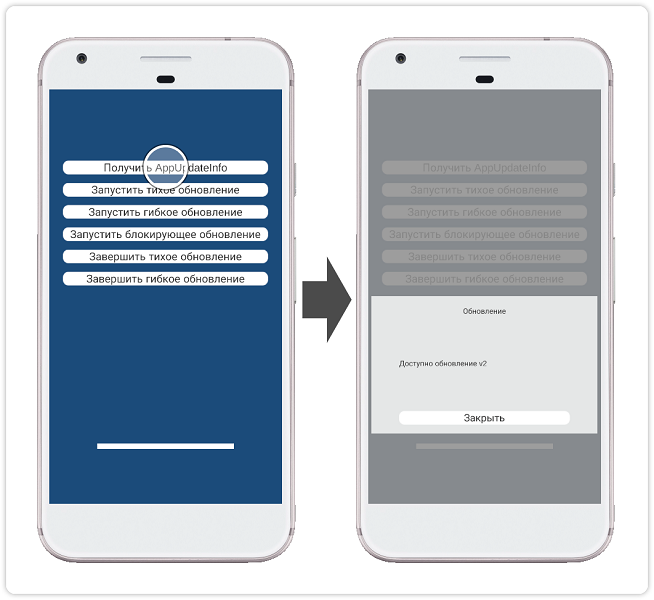 Получить AppUpdateInfo
Запустить тихое обновление
Запустить гибкое обновление
Запустить блокирующее обновление
Завершить тихое обновление
Завершить гибкое обновление
Получить AppUpdateInfo
Запустить тихое обновление
Запустить гибкое обновление
Запустить блокирующее обновление
Завершить тихое обновление
Завершить гибкое обновление
Обновление
Доступно обновление v2
Закрыть